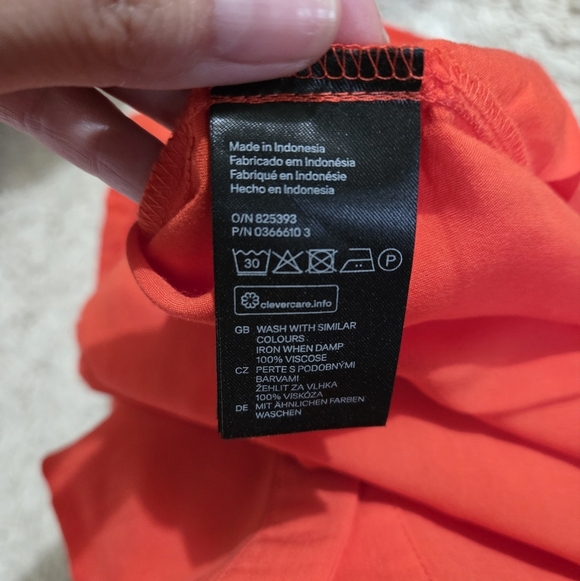 Made in Indonesia
Fabricado em Indonésia
Fabriqué en Indonésie
Hecho en Indonesia
O/N 825393
P/N 0366610 3
30 P
clevercare.info
GB WASH WITH SIMILAR
COLOURS
IRON WHEN DAMP
100% VISCOSE
CZ PERTE S PODOBNÝMI
BARVAMI
ŽEHLIT ZA VLHKA
100% VISKÓZA
DE MIT ÄHNLICHEN FARBEN
WASCHEN